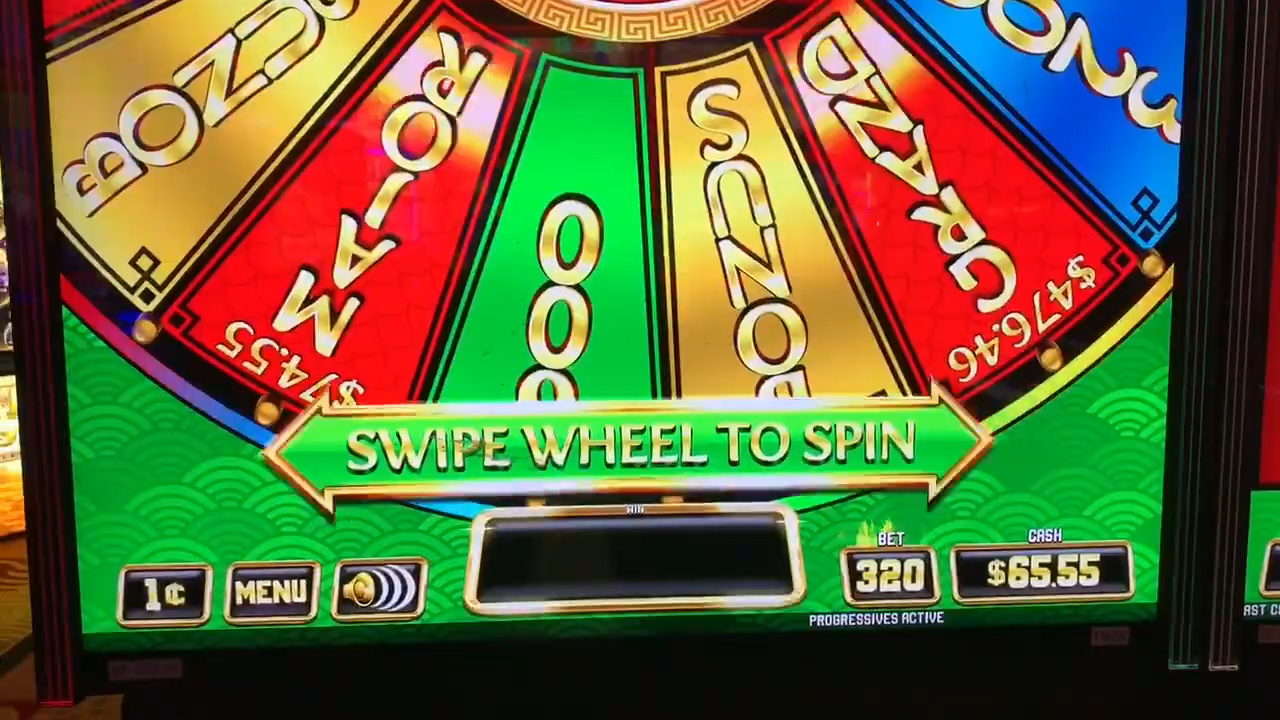 BONUS
MAJOR
$74.55
000
BONUS
GRAND
$476.46
SWIPE WHEEL TO SPIN
WIN
1¢
MENU
BET
320
PROGRESSIVES ACTIVE
CASH
$65.55